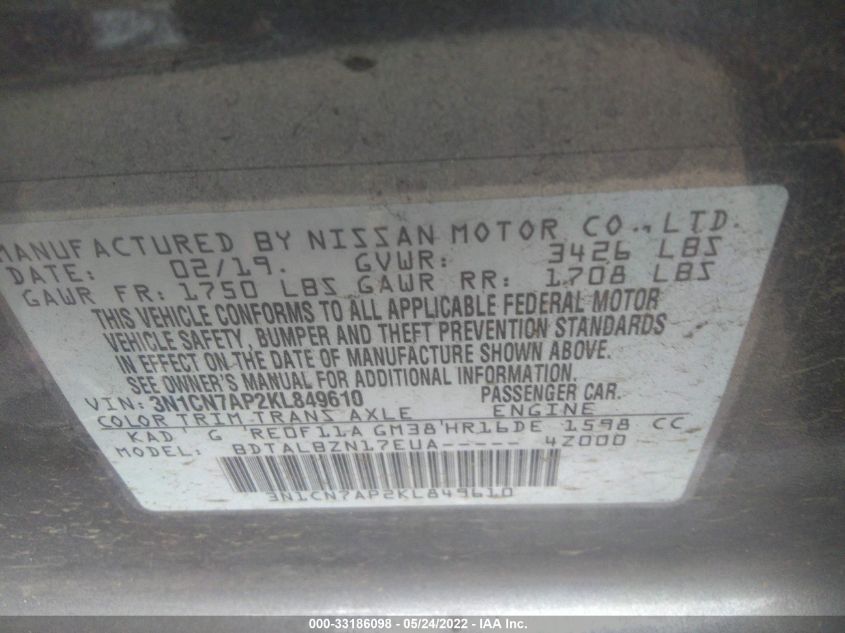 MANUFACTURED BY NISSAN MOTOR CO., LTD.
DATE: 02/19. GVWR: 3426 LBS
GAWR FR: 1750 LBS GAWR RR: 1708 LBS
THIS VEHICLE CONFORMS TO ALL APPLICABLE FEDERAL MOTOR
VEHICLE SAFETY, BUMPER AND THEFT PREVENTION STANDARDS
IN EFFECT ON THE DATE OF MANUFACTURE SHOWN ABOVE.
SEE OWNER'S MANUAL FOR ADDITIONAL INFORMATION.
VIN: 3N1CN7AP2KL849610 PASSENGER CAR.
COLOR TRIM TRANS AXLE ENGINE
KAD G RE0F11A GM38 HR16DE 1598 CC
MODEL: BDTALBZN17EUA----- 4Z000
3N1CN7AP2KL849610
000-33186098 - 05/24/2022 - IAA Inc.